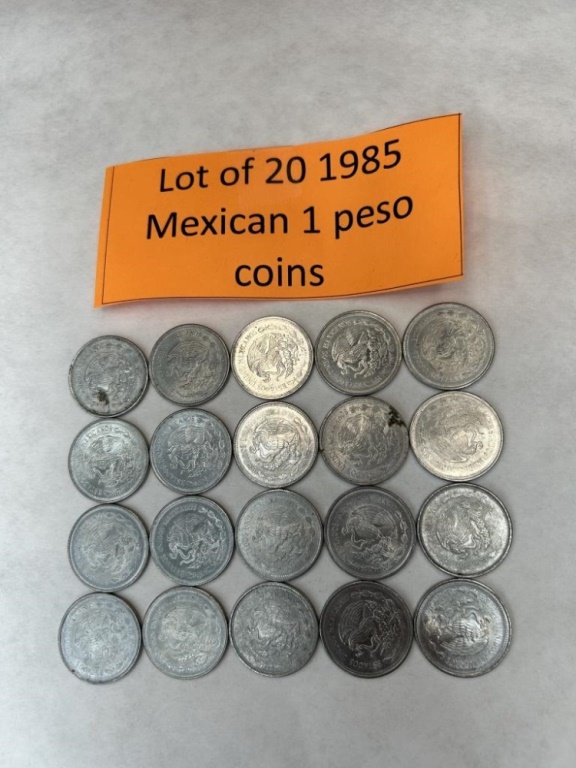 Lot of 20 1985
Mexican 1 peso
coins